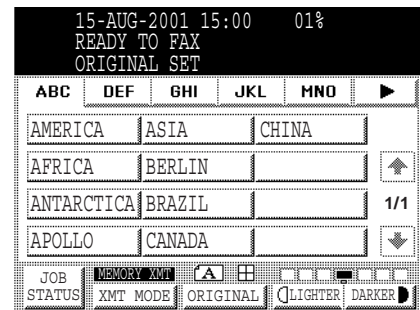 15-AUG-2001 15:00 01%
READY TO FAX
ORIGINAL SET
ABC DEF GHI JKL MNO
AMERICA ASIA CHINA
AFRICA BERLIN
ANTARCTICA BRAZIL 1/1
APOLLO CANADA
JOB STATUS MEMORY XMT A
XMT MODE ORIGINAL LIGHTER DARKER